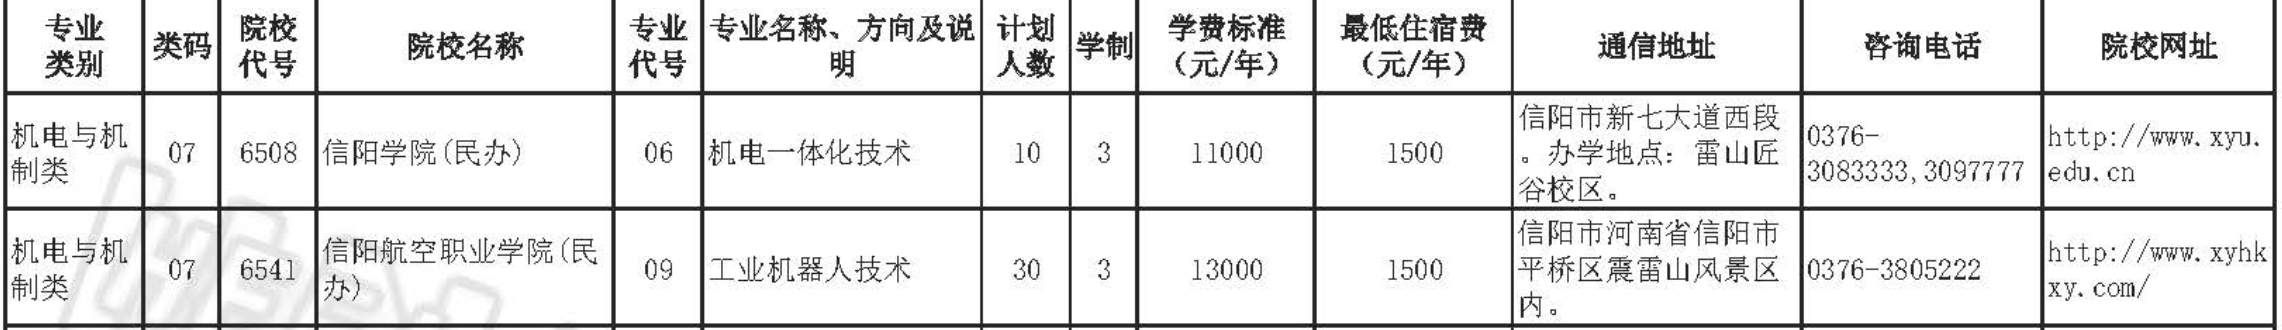 专业
类别
类码
院校
代号
院校名称
专业
代号
专业名称、方向及说
明
计划
人数
学制
学费标准
（元/年）
最低住宿费
（元/年）
通信地址
咨询电话
院校网址
机电与机
制类
07
6508
信阳学院(民办)
06
机电一体化技术
10
3
11000
1500
信阳市新七大道西段
。办学地点：雷山匠
谷校区。
0376-
3083333,3097777
http://www.xyu.
edu.cn
机电与机
制类
07
6541
信阳航空职业学院(民
办)
09
工业机器人技术
30
3
13000
1500
信阳市河南省信阳市
平桥区震雷山风景区
内。
0376-3805222
http://www.xyhk
xy.com/